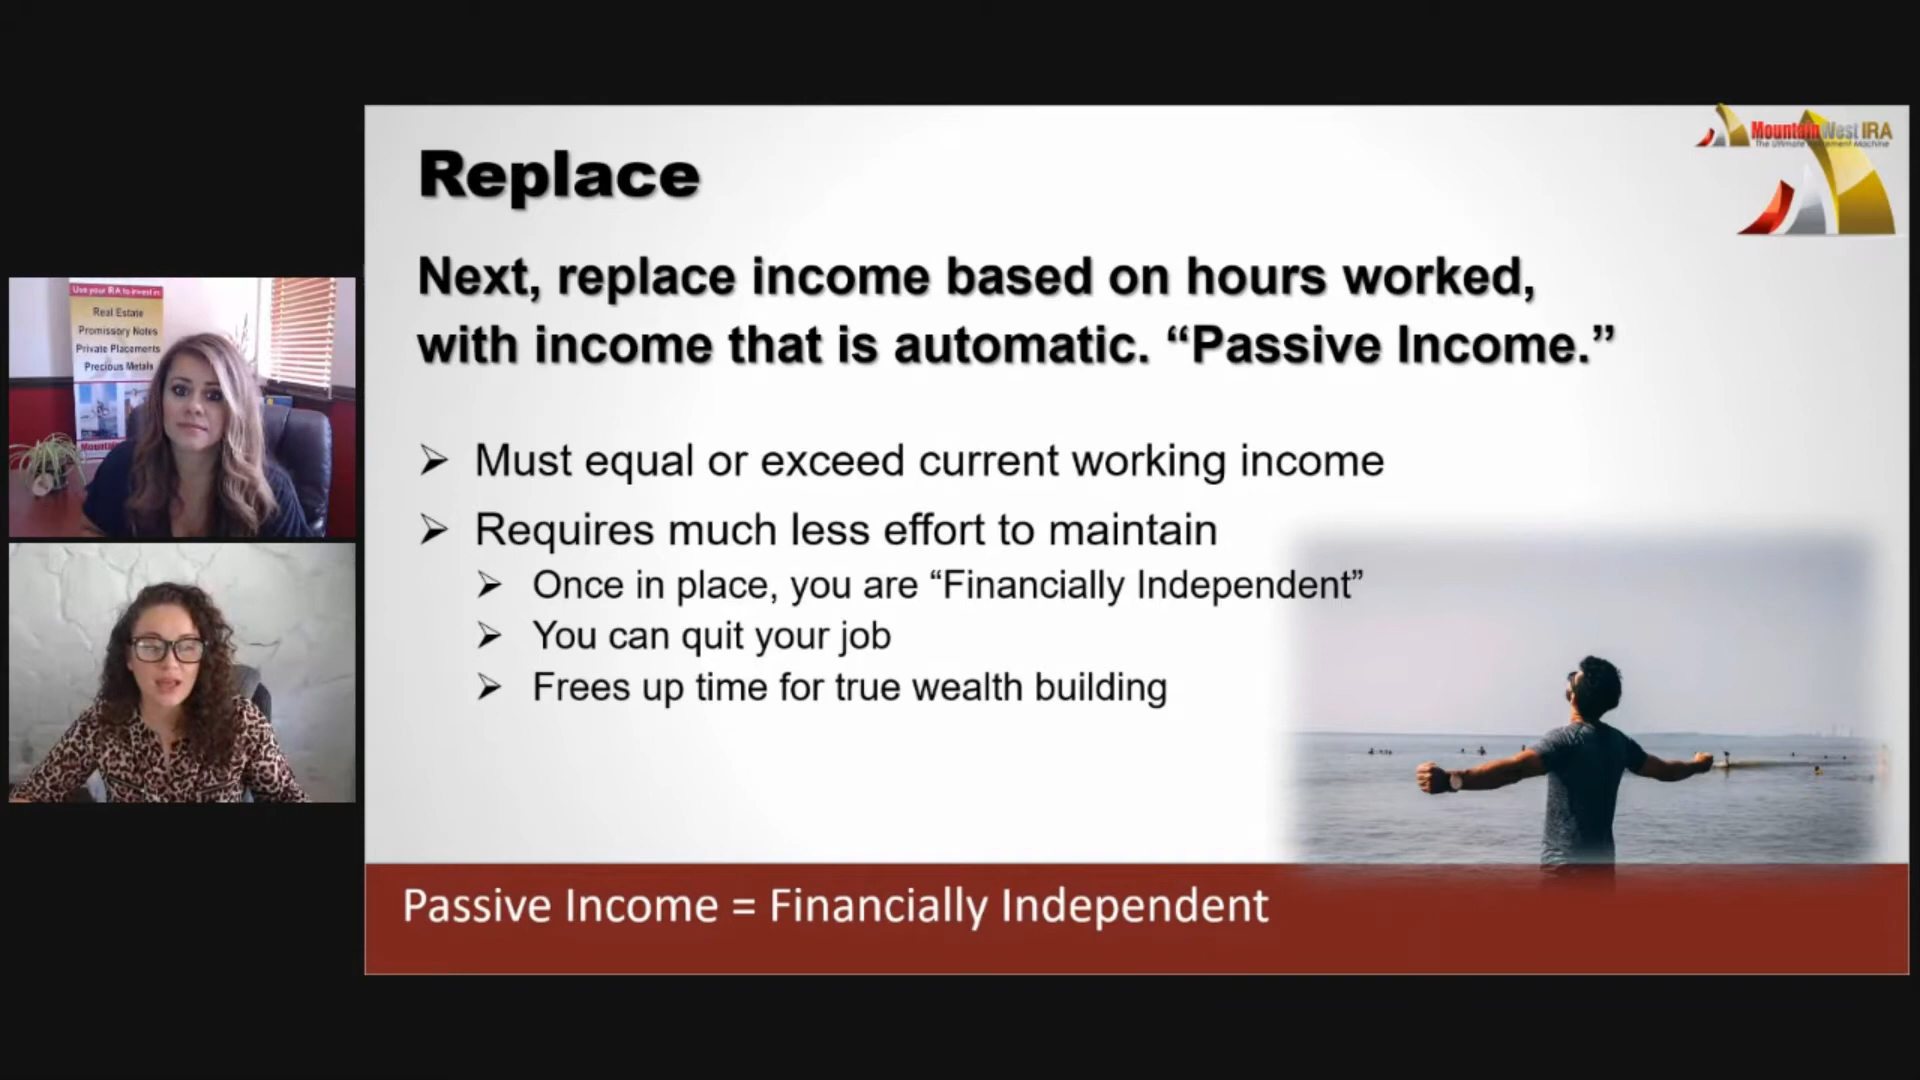 Replace
Mountain West IRA
The Ultimate Retirement Machine
Next, replace income based on hours worked,
with income that is automatic. “Passive Income.”
Must equal or exceed current working income
Requires much less effort to maintain
Once in place, you are “Financially Independent”
You can quit your job
Frees up time for true wealth building
Passive Income = Financially Independent
Use your IRA to invest in:
Real Estate
Promissory Notes
Private Placements
Precious Metals
Mountain